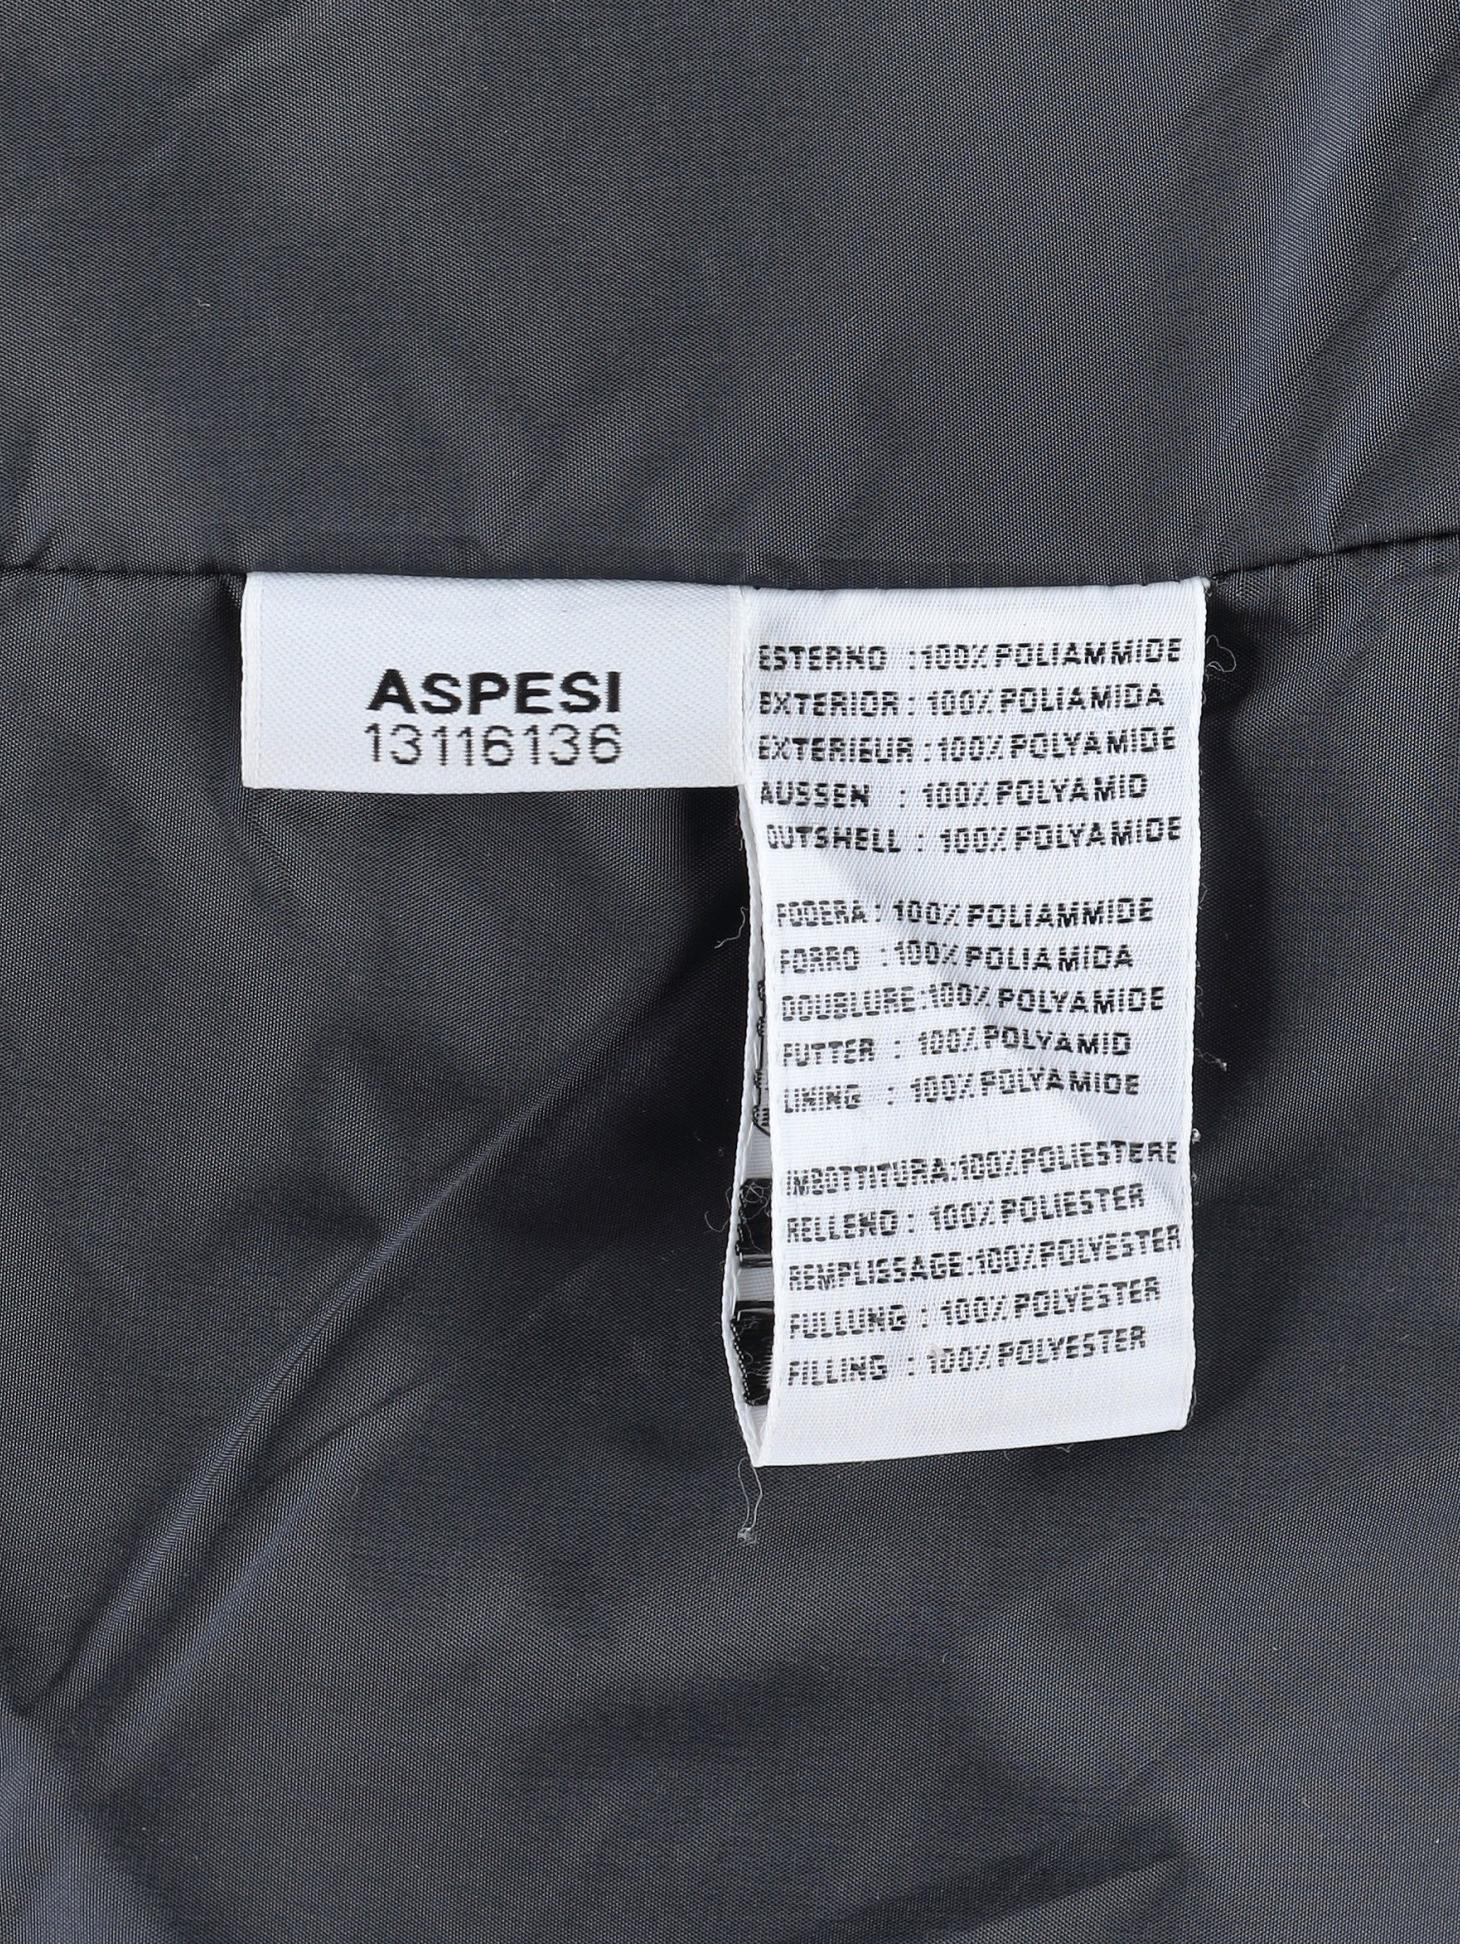 ASPESI
13116136
ESTERNO : 100% POLIAMMIDE
EXTERIOR : 100% POLIAMIDA
EXTERIEUR : 100% POLYAMIDE
AUSSEN : 100% POLYAMID
OUTSHELL : 100% POLYAMIDE
FODERA : 100% POLIAMMIDE
FORRO : 100% POLIAMIDA
DOUBLURE : 100% POLYAMIDE
FUTTER : 100% POLYAMID
LINING : 100% POLYAMIDE
IMBOTTITURA : 100% POLIESTERE
RELLENO : 100% POLIESTER
REMPLISSAGE : 100% POLYESTER
FULLUNG : 100% POLYESTER
FILLING : 100% POLYESTER